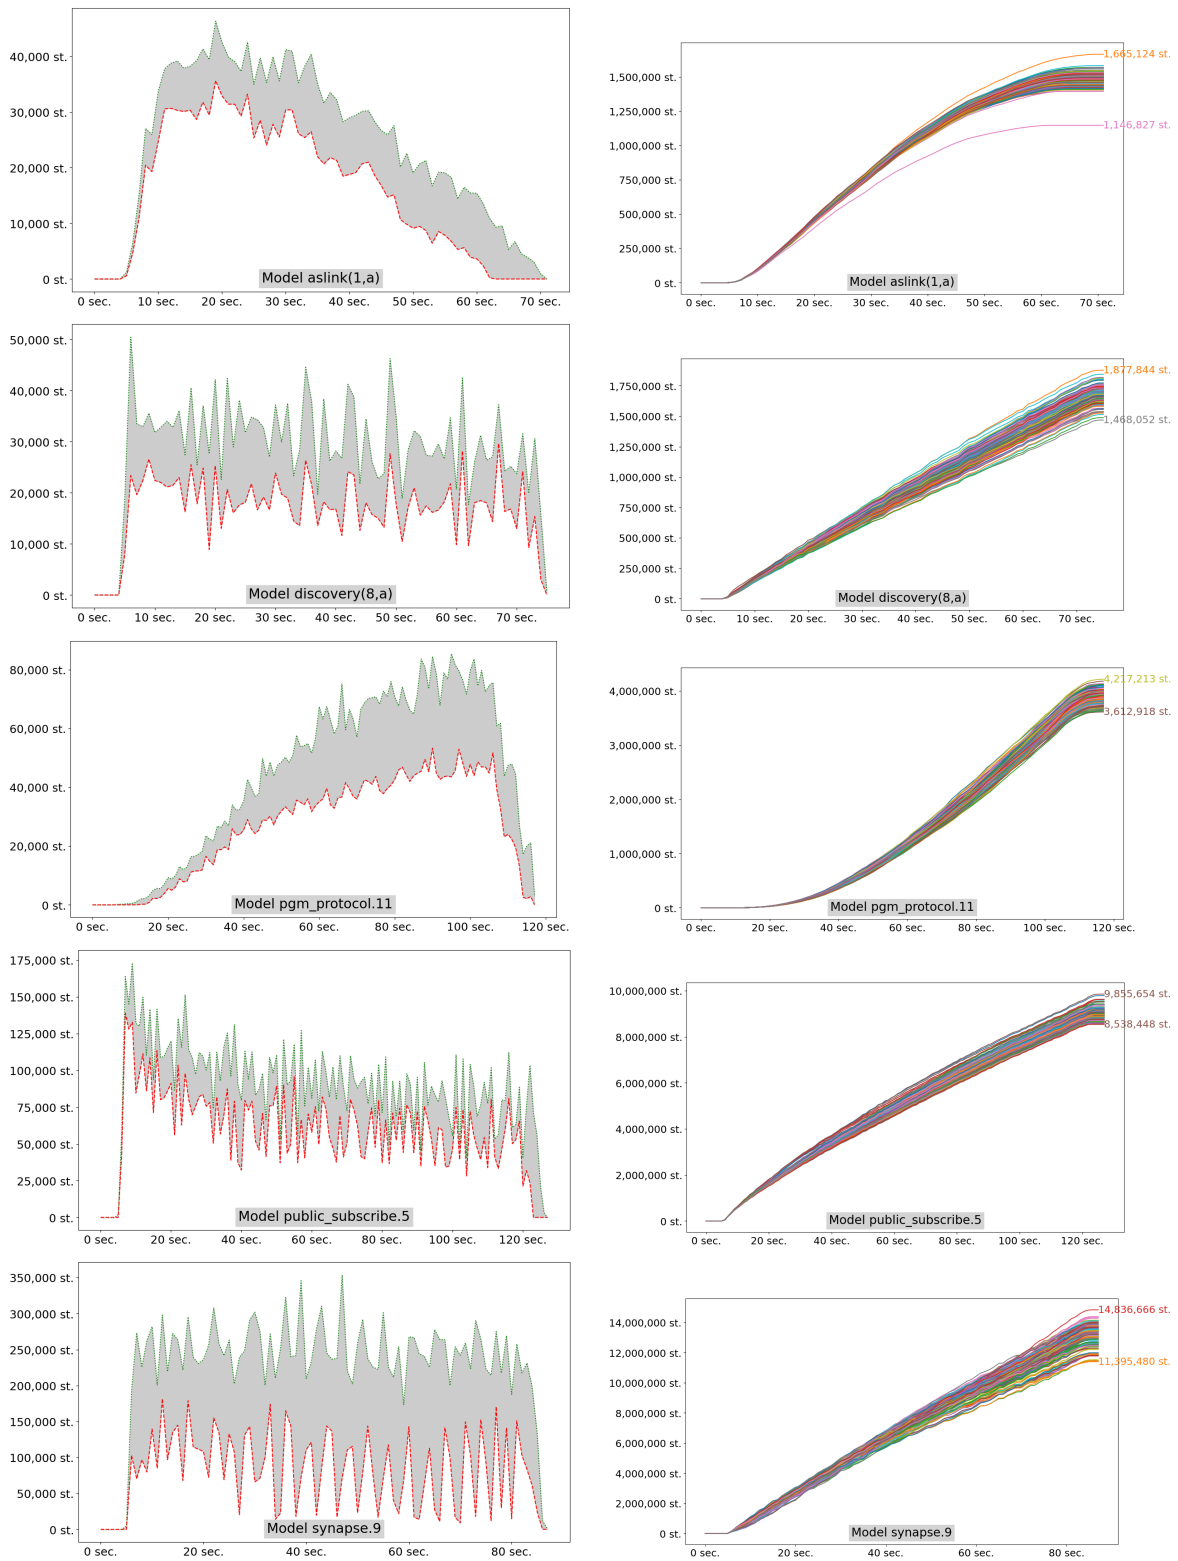 40,000 st.
30,000 st.
20,000 st.
10,000 st.
0 st.
Model aslink(1,a)
0 sec. 10 sec. 20 sec. 30 sec. 40 sec. 50 sec. 60 sec. 70 sec.
1,665,124 st.
1,500,000 st.
1,250,000 st.
1,146,827 st.
1,000,000 st.
750,000 st.
500,000 st.
250,000 st.
0 st.
Model aslink(1,a)
0 sec. 10 sec. 20 sec. 30 sec. 40 sec. 50 sec. 60 sec. 70 sec.
50,000 st.
40,000 st.
30,000 st.
20,000 st.
10,000 st.
0 st.
Model discovery(8,a)
0 sec. 10 sec. 20 sec. 30 sec. 40 sec. 50 sec. 60 sec. 70 sec.
1,877,844 st.
1,750,000 st.
1,500,000 st.
1,468,052 st.
1,250,000 st.
1,000,000 st.
750,000 st.
500,000 st.
250,000 st.
0 st.
Model discovery(8,a)
0 sec. 10 sec. 20 sec. 30 sec. 40 sec. 50 sec. 60 sec. 70 sec.
80,000 st.
60,000 st.
40,000 st.
20,000 st.
0 st.
Model pgm_protocol.11
0 sec. 20 sec. 40 sec. 60 sec. 80 sec. 100 sec. 120 sec.
4,217,213 st.
4,000,000 st.
3,612,918 st.
3,000,000 st.
2,000,000 st.
1,000,000 st.
0 st.
Model pgm_protocol.11
0 sec. 20 sec. 40 sec. 60 sec. 80 sec. 100 sec. 120 sec.
175,000 st.
150,000 st.
125,000 st.
100,000 st.
75,000 st.
50,000 st.
25,000 st.
0 st.
Model public_subscribe.5
0 sec. 20 sec. 40 sec. 60 sec. 80 sec. 100 sec. 120 sec.
10,000,000 st.
9,855,654 st.
8,538,448 st.
8,000,000 st.
6,000,000 st.
4,000,000 st.
2,000,000 st.
0 st.
Model public_subscribe.5
0 sec. 20 sec. 40 sec. 60 sec. 80 sec. 100 sec. 120 sec.
350,000 st.
300,000 st.
250,000 st.
200,000 st.
150,000 st.
100,000 st.
50,000 st.
0 st.
Model synapse.9
0 sec. 20 sec. 40 sec. 60 sec. 80 sec.
14,836,666 st.
14,000,000 st.
12,000,000 st.
11,395,480 st.
10,000,000 st.
8,000,000 st.
6,000,000 st.
4,000,000 st.
2,000,000 st.
0 st.
Model synapse.9
0 sec. 20 sec. 40 sec. 60 sec. 80 sec.